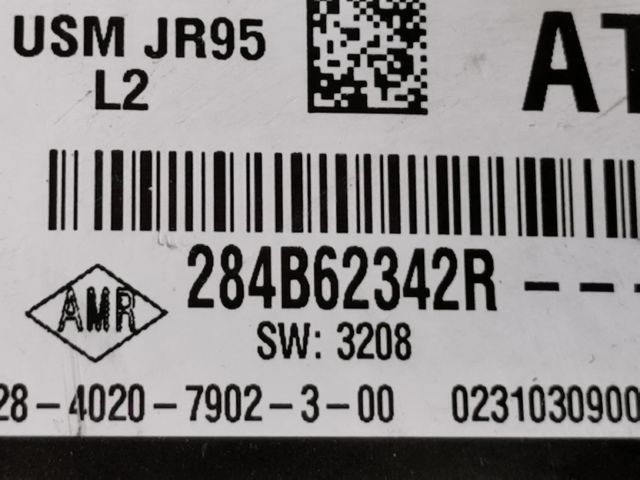 USM JR95
L2
AT
284B62342R - - -
AMR
SW: 3208
28-4020-7902-3-00 0231030900